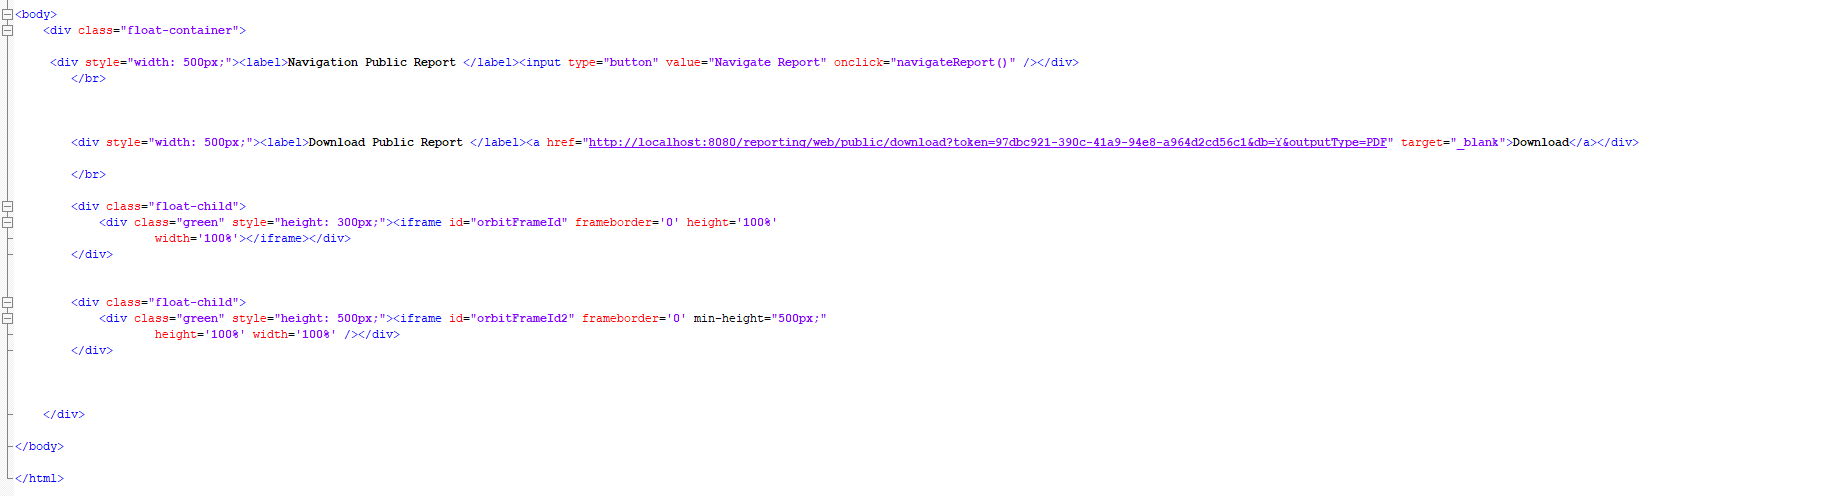 <body>
<div class="float-container">
<div style="width: 500px;"><label>Navigation Public Report </label><input type="button" value="Navigate Report" onclick="navigateReport()" /></div>
</br>
<div style="width: 500px;"><label>Download Public Report </label><a href="http://localhost:8080/reporting/web/public/download?token=97dbc921-390c-41a9-94e8-a964d2cd56c1&db=Y&outputType=PDF" target="_blank">Download</a></div>
</br>
<div class="float-child">
<div class="green" style="height: 300px;"><iframe id="orbitFrameId" frameborder='0' height='100%'
width='100%'></iframe></div>
</div>
<div class="float-child">
<div class="green" style="height: 500px;"><iframe id="orbitFrameId2" frameborder='0' min-height="500px;"
height='100%' width='100%' /></div>
</div>
</div>
</body>
</html>